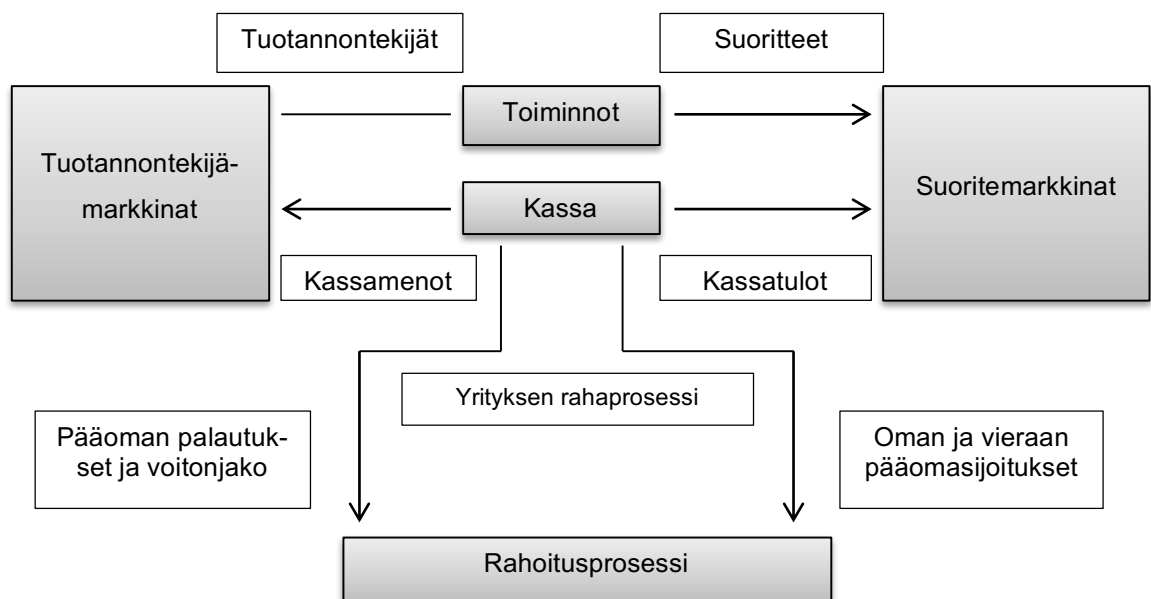 Tuotannontekijät
Suoritteet
Toiminnot
Tuotannontekijä-
markkinat
Suoritemarkkinat
Kassa
Kassamenot
Kassatulot
Yrityksen rahaprosessi
Pääoman palautuk-
set ja voitonjako
Oman ja vieraan
pääomasijoitukset
Rahoitusprosessi